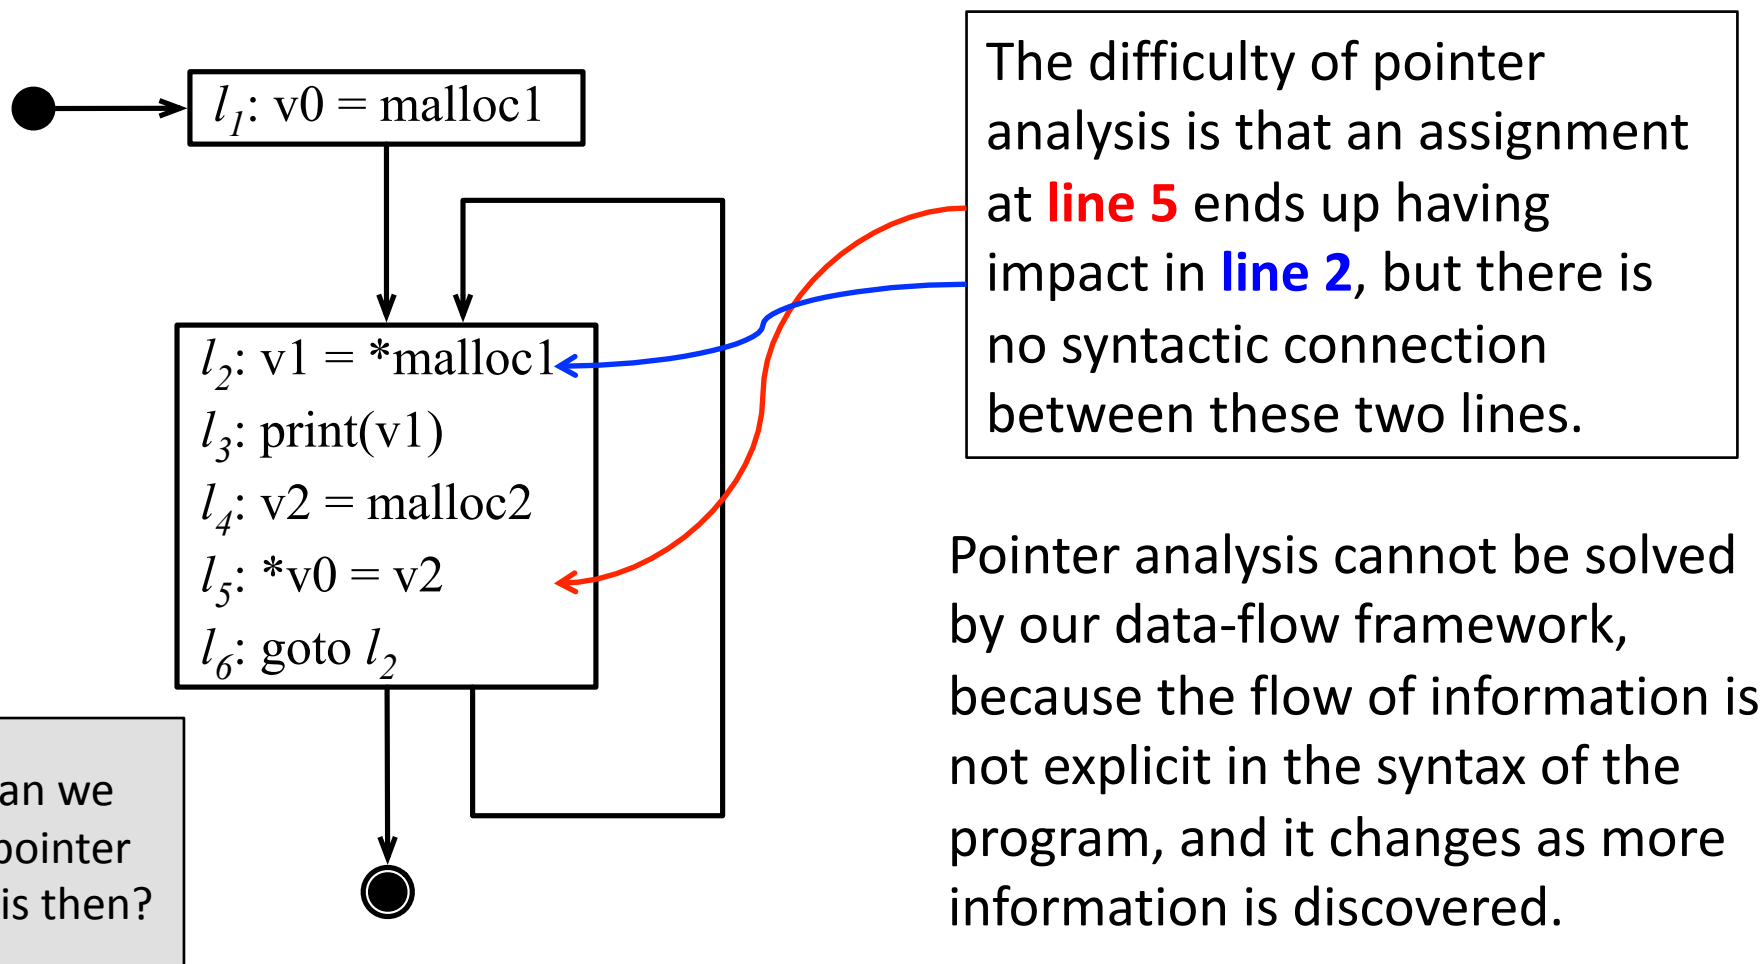 l1: v0 = malloc1
l2: v1 = *malloc1
l3: print(v1)
l4: v2 = malloc2
l5: *v0 = v2
l6: goto l2
The difficulty of pointer
analysis is that an assignment
at line 5 ends up having
impact in line 2, but there is
no syntactic connection
between these two lines.
Pointer analysis cannot be solved
by our data-flow framework,
because the flow of information is
not explicit in the syntax of the
program, and it changes as more
information is discovered.
an we
pointer
is then?